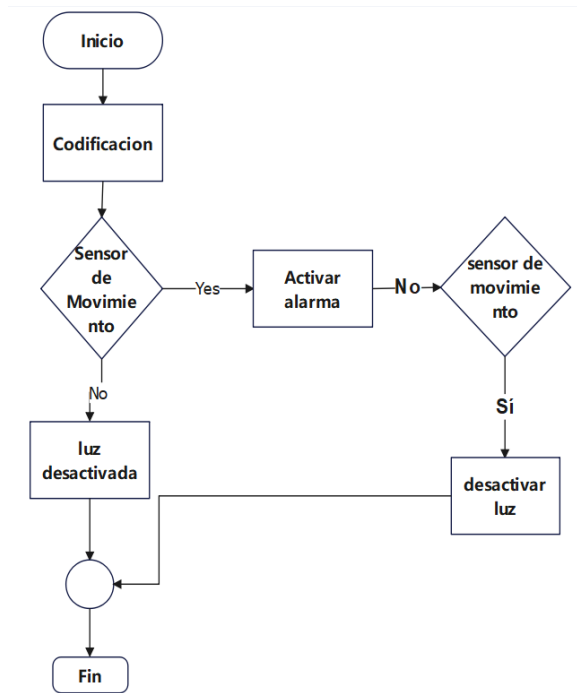 Inicio
Codificacion
Sensor
de
Movimie
nto
Yes
Activar
alarma
No
sensor de
movimie
nto
No
Sí
luz
desactivada
desactivar
luz
Fin